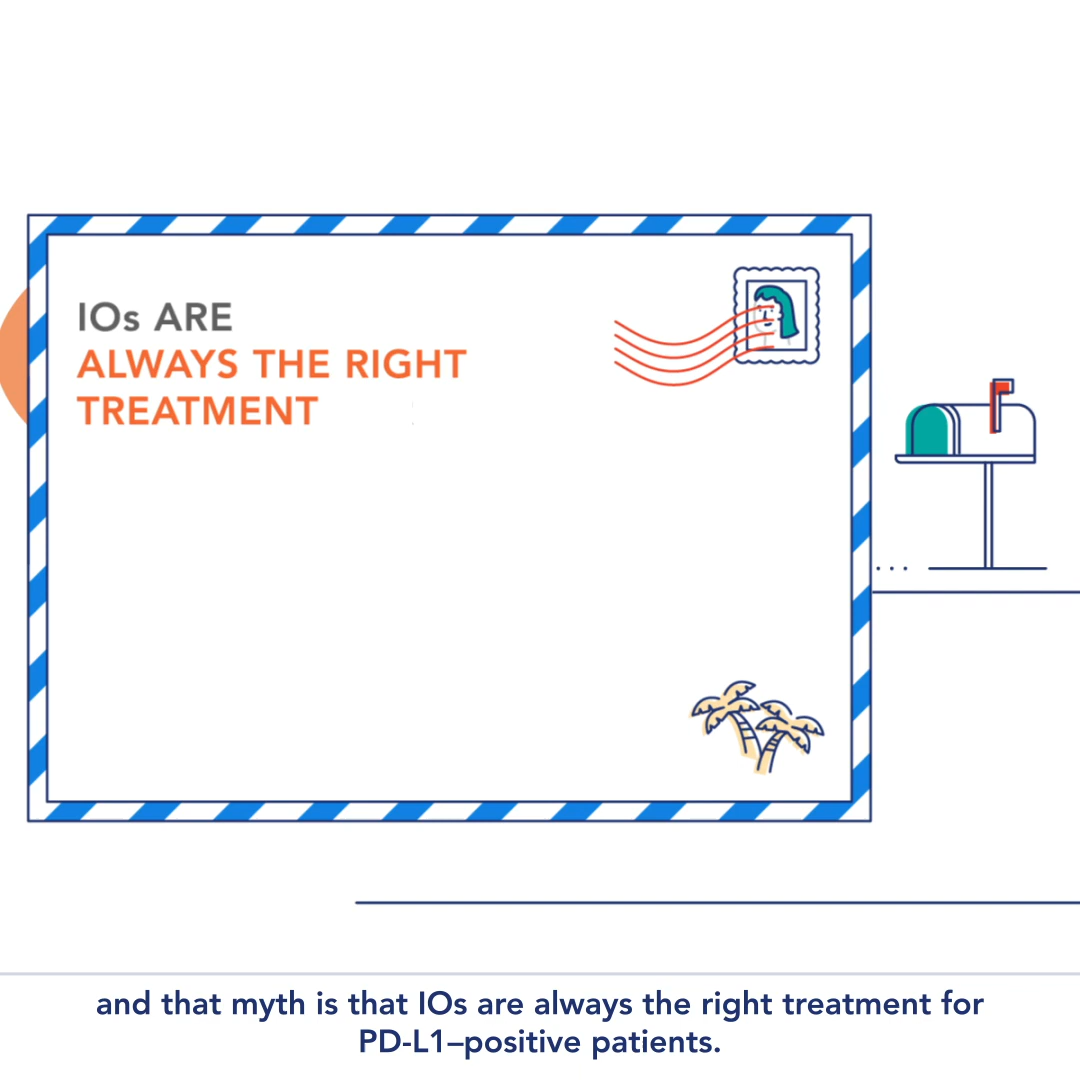 IOs ARE
ALWAYS THE RIGHT
TREATMENT
and that myth is that IOs are always the right treatment for
PD-L1–positive patients.